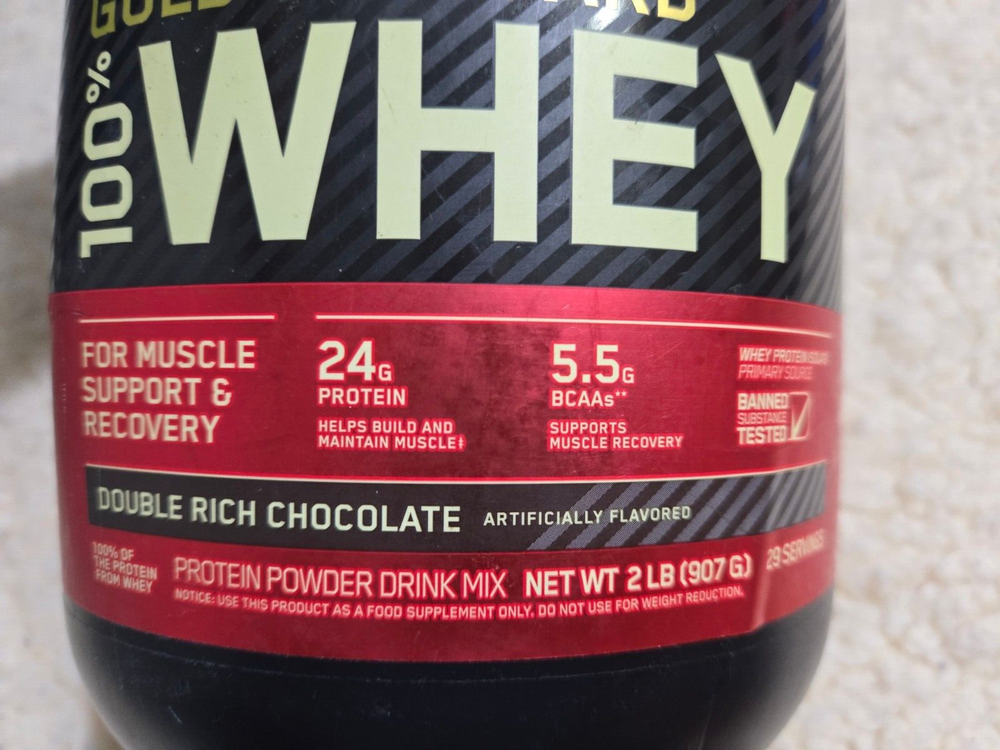 GOLD
100% WHEY
FOR MUSCLE
SUPPORT &
RECOVERY
24G
PROTEIN
HELPS BUILD AND
MAINTAIN MUSCLE‡
5.5G
BCAAs**
SUPPORTS
MUSCLE RECOVERY
WHEY PROTEIN ISOLATE
PRIMARY SOURCE
BANNED
SUBSTANCE
TESTED
DOUBLE RICH CHOCOLATE ARTIFICIALLY FLAVORED
100% OF
THE PROTEIN
FROM WHEY
PROTEIN POWDER DRINK MIX NET WT 2 LB (907 G) 29 SERVINGS
NOTICE: USE THIS PRODUCT AS A FOOD SUPPLEMENT ONLY. DO NOT USE FOR WEIGHT REDUCTION.